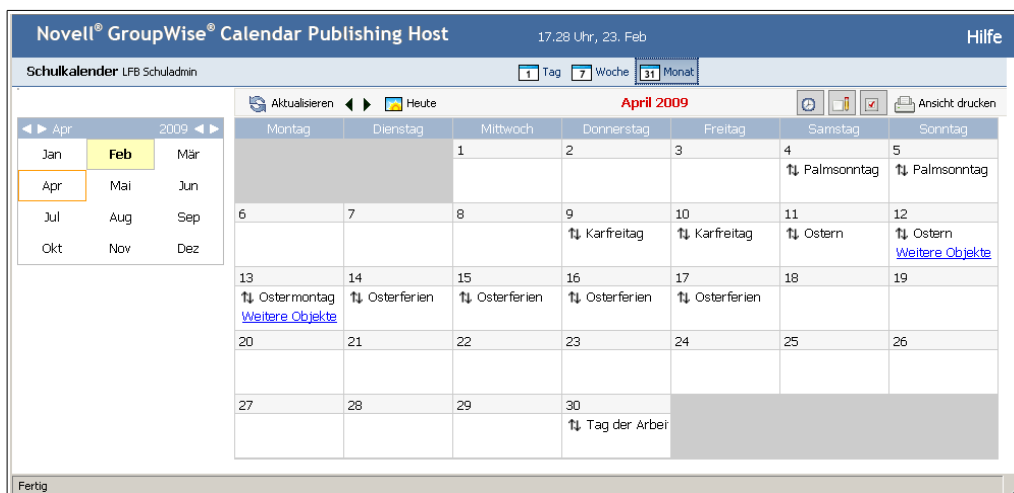 Novell® GroupWise® Calendar Publishing Host 17.28 Uhr, 23. Feb Hilfe
Schulkalender LFB Schuladmin 1 Tag 7 Woche 31 Monat
Aktualisieren Heute April 2009 Ansicht drucken
Apr 2009
Jan Feb Mär
Apr Mai Jun
Jul Aug Sep
Okt Nov Dez
Montag Dienstag Mittwoch Donnerstag Freitag Samstag Sonntag
1 2 3 4 5
Palmsonntag Palmsonntag
6 7 8 9 10 11 12
Karfreitag Karfreitag Ostern Ostern
Weitere Objekte
13 14 15 16 17 18 19
Ostermontag Osterferien Osterferien Osterferien Osterferien
Weitere Objekte
20 21 22 23 24 25 26
27 28 29 30
Tag der Arbei
Fertig